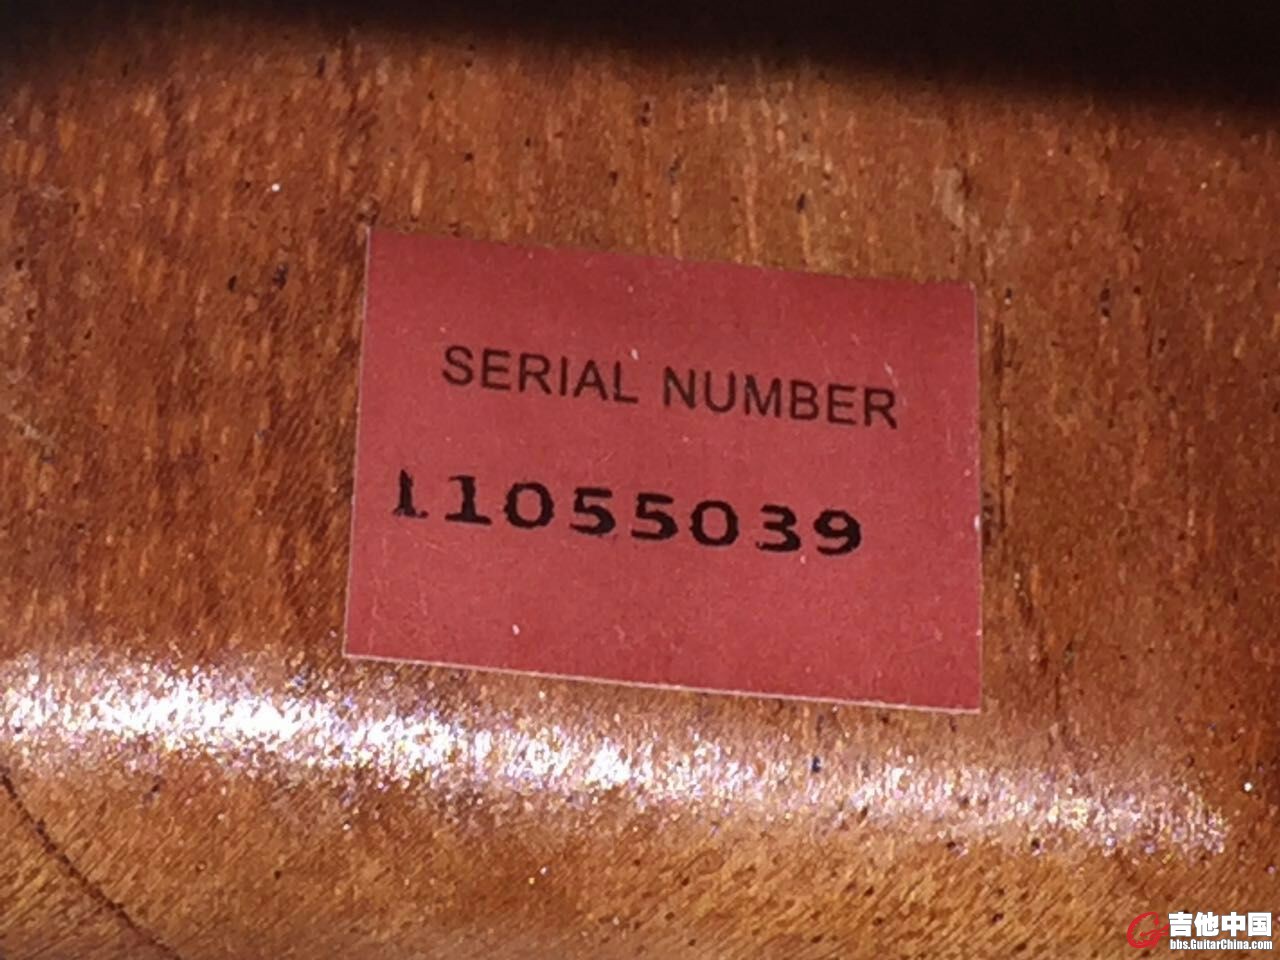 SERIAL NUMBER
11055039
吉他中国
bbs.GuitarChina.com